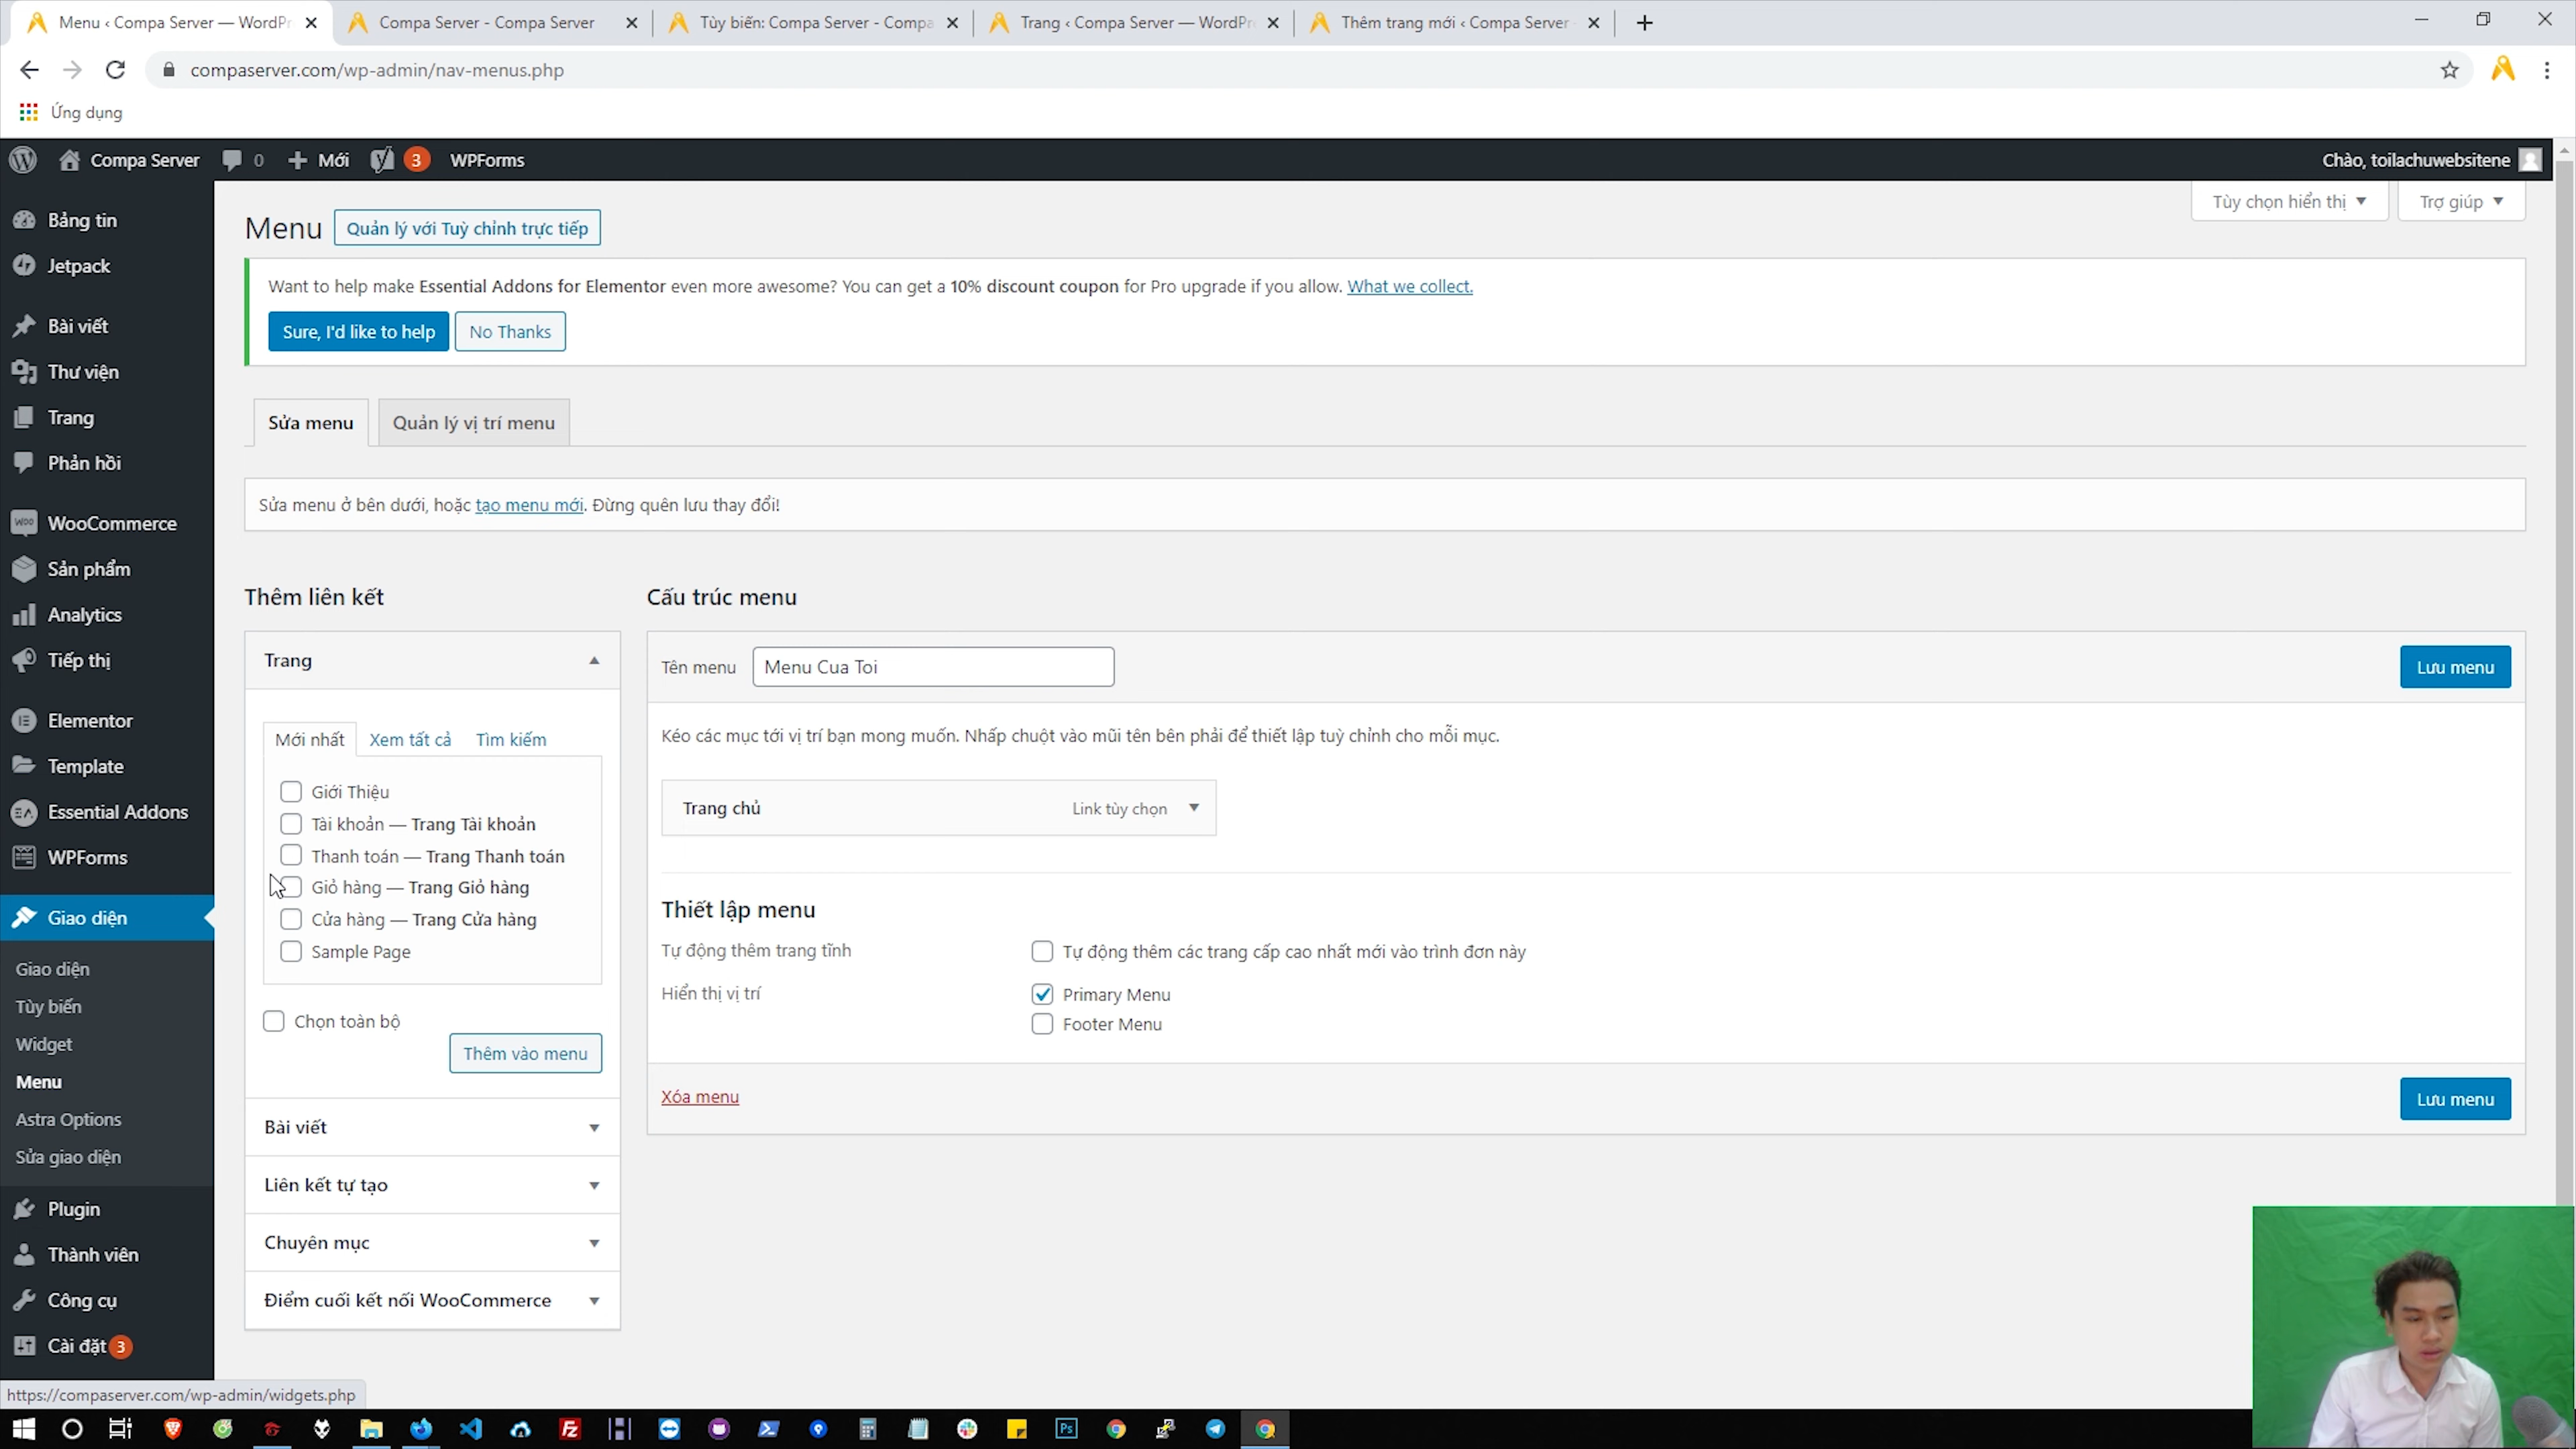 Menu ‹ Compa Server — WordPr
Compa Server - Compa Server
Tùy biến: Compa Server - Compa
Trang ‹ Compa Server — WordPr
Thêm trang mới ‹ Compa Server
compaserver.com/wp-admin/nav-menus.php
Ứng dụng
Compa Server
0
Mới
3
WPForms
Chào, toilachuwebsitene
Bảng tin
Jetpack
Bài viết
Thư viện
Trang
Phản hồi
WooCommerce
Sản phẩm
Analytics
Tiếp thị
Elementor
Template
Essential Addons
WPForms
Giao diện
Giao diện
Tùy biến
Widget
Menu
Astra Options
Sửa giao diện
Plugin
Thành viên
Công cụ
Cài đặt 3
Tùy chọn hiển thị
Trợ giúp
Menu
Quản lý với Tuỳ chỉnh trực tiếp
Want to help make Essential Addons for Elementor even more awesome? You can get a 10% discount coupon for Pro upgrade if you allow. What we collect.
Sure, I'd like to help
No Thanks
Sửa menu
Quản lý vị trí menu
Sửa menu ở bên dưới, hoặc tạo menu mới. Đừng quên lưu thay đổi!
Thêm liên kết
Trang
Mới nhất
Xem tất cả
Tìm kiếm
Giới Thiệu
Tài khoản — Trang Tài khoản
Thanh toán — Trang Thanh toán
Giỏ hàng — Trang Giỏ hàng
Cửa hàng — Trang Cửa hàng
Sample Page
Chọn toàn bộ
Thêm vào menu
Bài viết
Liên kết tự tạo
Chuyên mục
Điểm cuối kết nối WooCommerce
Cấu trúc menu
Tên menu
Menu Cua Toi
Lưu menu
Kéo các mục tới vị trí bạn mong muốn. Nhấp chuột vào mũi tên bên phải để thiết lập tuỳ chỉnh cho mỗi mục.
Trang chủ
Link tùy chọn
Thiết lập menu
Tự động thêm trang tĩnh
Tự động thêm các trang cấp cao nhất mới vào trình đơn này
Hiển thị vị trí
Primary Menu
Footer Menu
Xóa menu
Lưu menu
https://compaserver.com/wp-admin/widgets.php